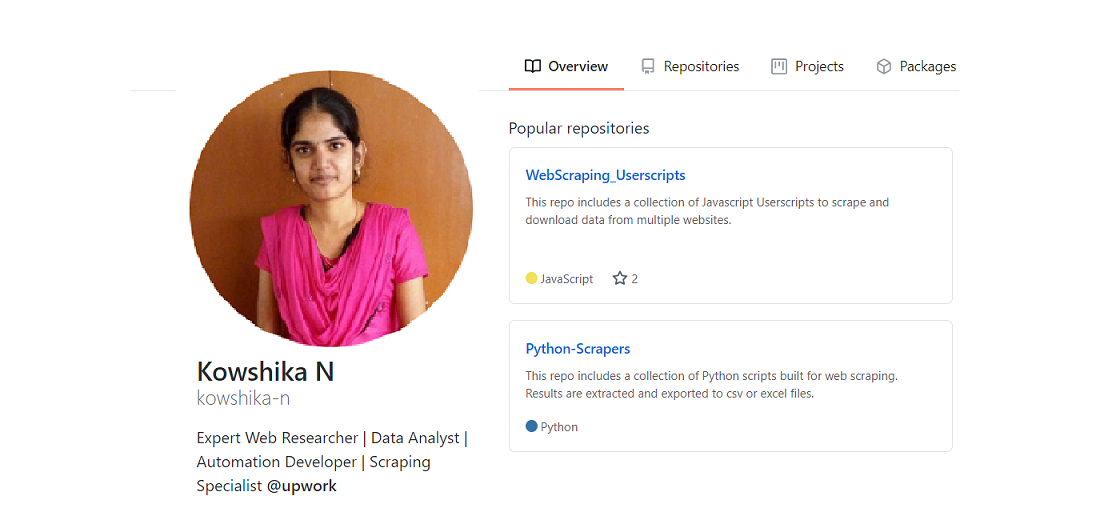 Overview Repositories Projects Packages
Popular repositories
WebScraping_Userscripts
This repo includes a collection of Javascript Userscripts to scrape and
download data from multiple websites.
JavaScript 2
Python-Scrapers
This repo includes a collection of Python scripts built for web scraping.
Results are extracted and exported to csv or excel files.
Python
Kowshika N
kowshika-n
Expert Web Researcher | Data Analyst |
Automation Developer | Scraping
Specialist @upwork